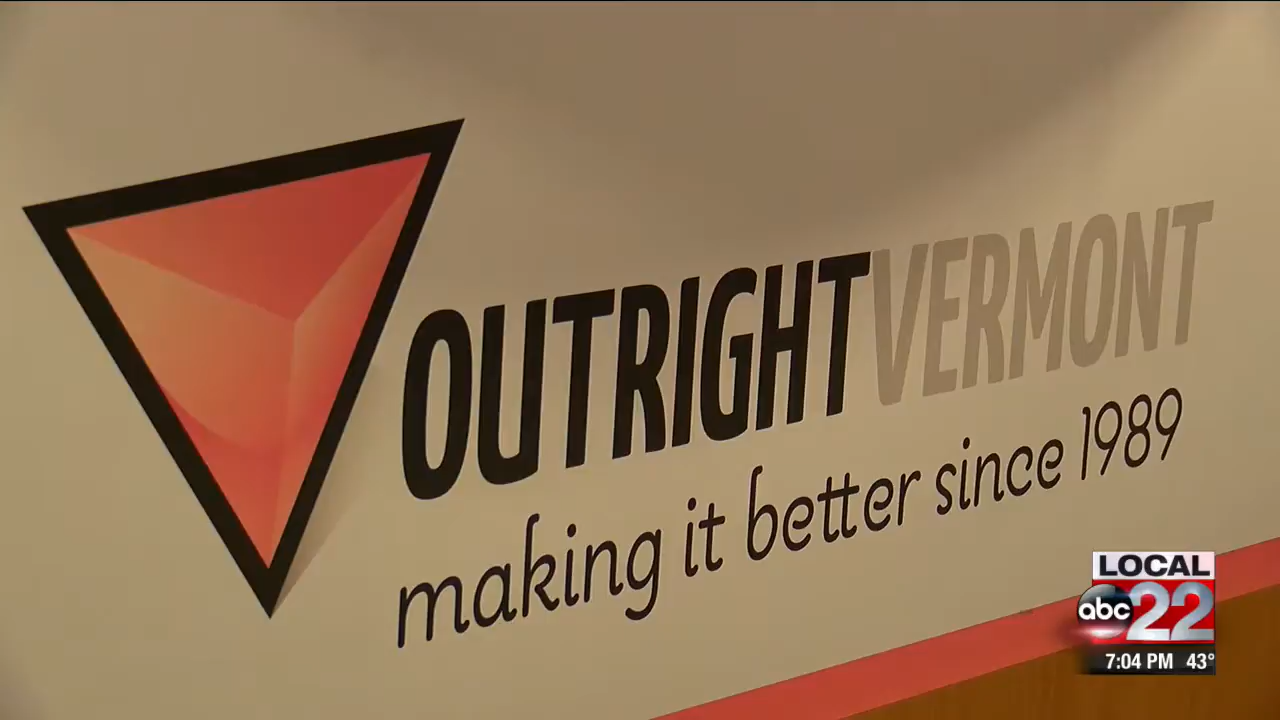 OUTRIGHTVERMONT
making it better since 1989
LOCAL
abc 22
7:04 PM 43°